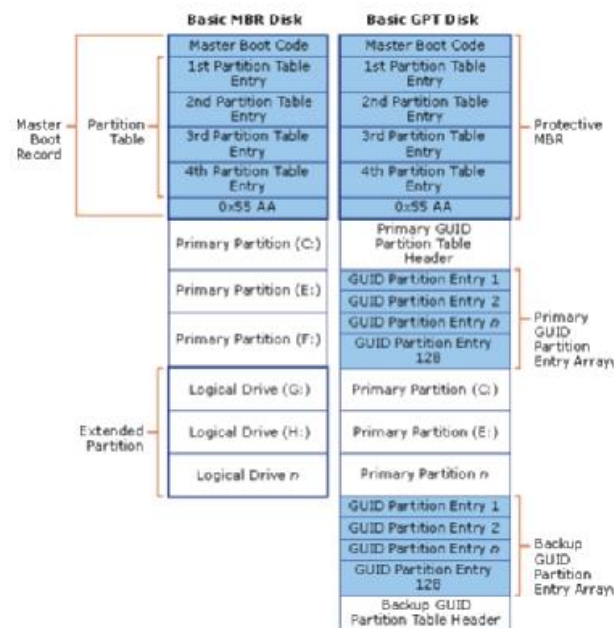 Basic MBR Disk
Master Boot Code
1st Partition Table
Entry
2nd Partition Table
Entry
3rd Partition Table
Entry
4th Partition Table
Entry
0x55 AA
Master
Boot
Record
Partition
Table
Primary Partition (C:)
Primary Partition (E:)
Primary Partition (F:)
Logical Drive (G:)
Logical Drive (H:)
Logical Drive n
Extended
Partition
Basic GPT Disk
Master Boot Code
1st Partition Table
Entry
2nd Partition Table
Entry
3rd Partition Table
Entry
4th Partition Table
Entry
0x55 AA
Protective
MBR
Primary GUID
Partition Table
Header
GUID Partition Entry 1
GUID Partition Entry 2
GUID Partition Entry n
GUID Partition Entry
128
Primary
GUID
Partition
Entry Array
Primary Partition (C:)
Primary Partition (E:)
Primary Partition n
GUID Partition Entry 1
GUID Partition Entry 2
GUID Partition Entry n
GUID Partition Entry
128
Backup
GUID
Partition
Entry Array
Backup GUID
Partition Table Header